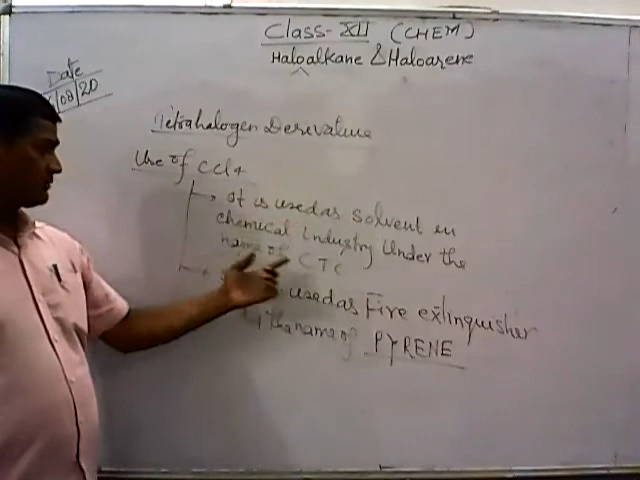 Class-XII (CHEM)
Haloalkane & Haloarene
Date
/08/20
Tetrahalogen Derevative
Use of CCl4
It is used as solvent in
chemical industry under the
name of CTC
used as Fire extinguisher
the name of PYRENE